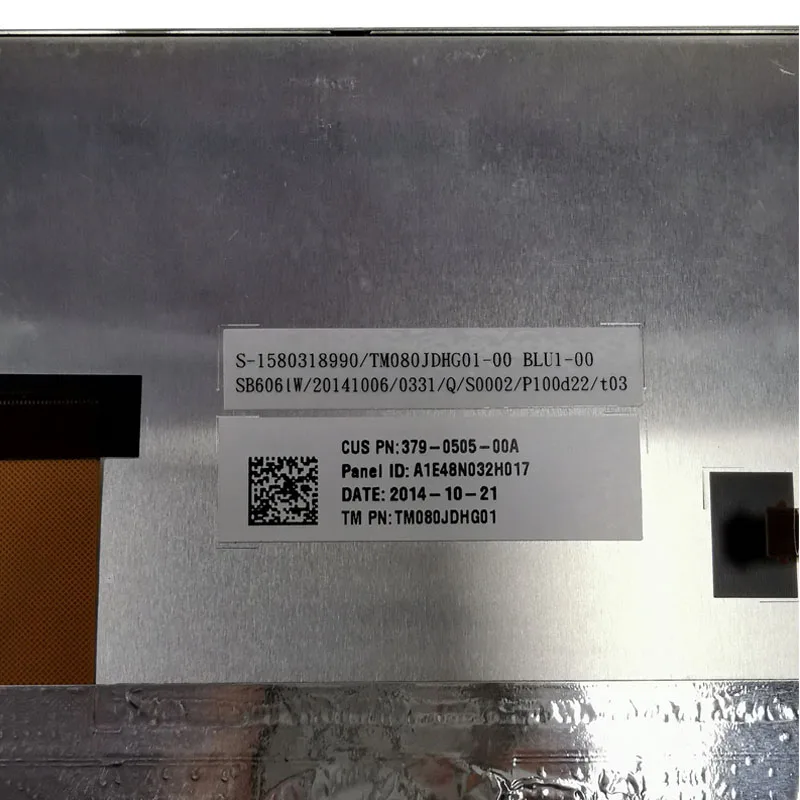 S-1580318990/TM080JDHG01-00 BLU1-00
SB606lW/20141006/0331/Q/S0002/P100d22/t03
CUS PN:379-0505-00A
Panel ID: A1E48N032H017
DATE: 2014-10-21
TM PN:TM080JDHG01